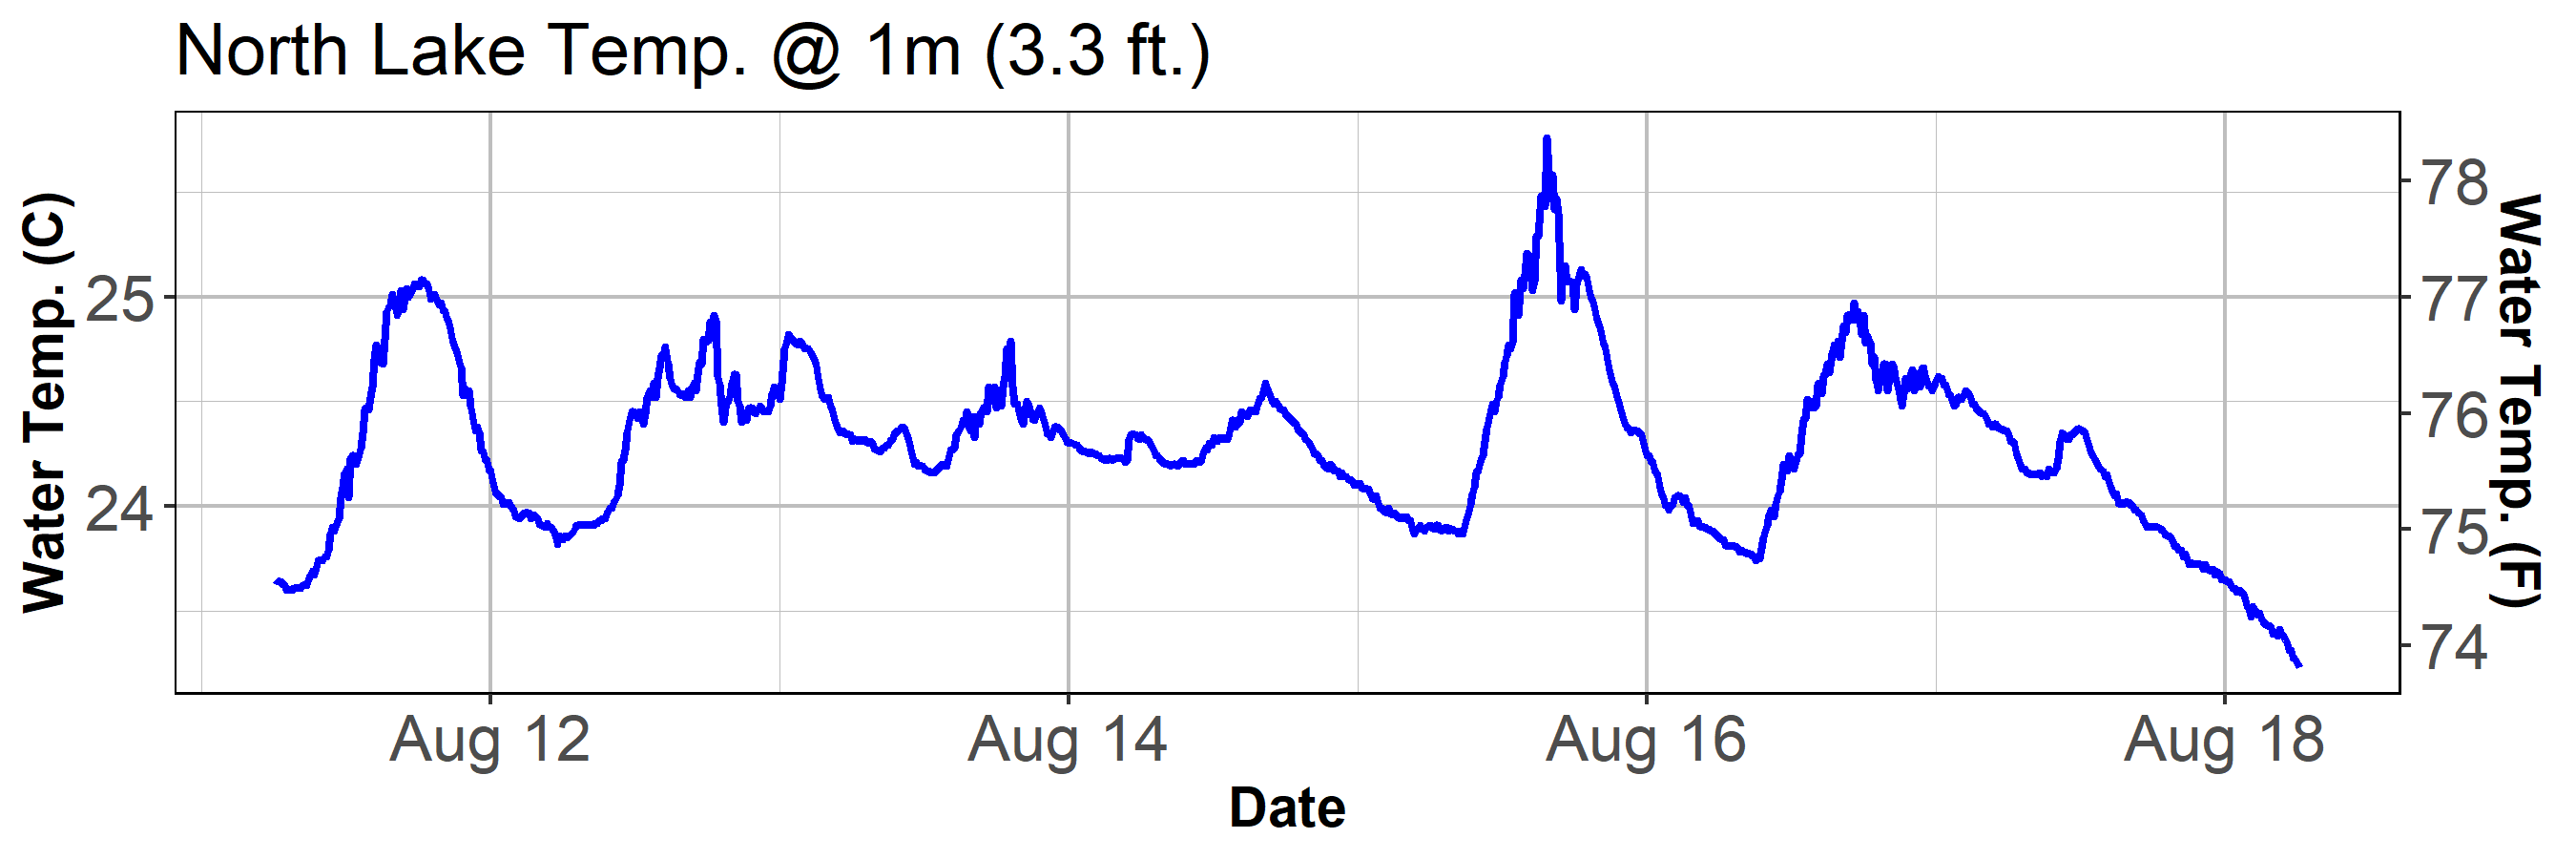 North Lake Temp. @ 1m (3.3 ft.)
Water Temp. (C)
25
24
78
77
76
75
74
Water Temp. (F)
Aug 12
Aug 14
Aug 16
Aug 18
Date